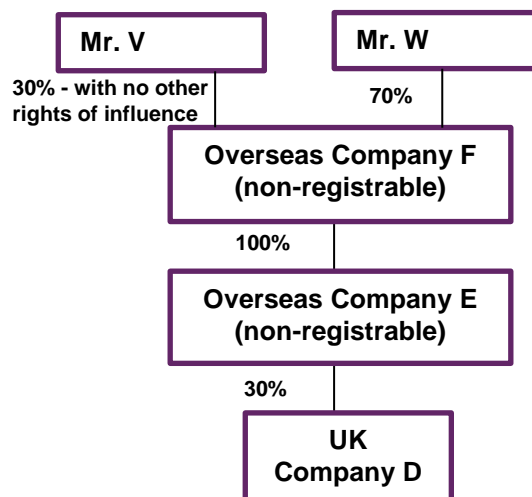 Mr. V
Mr. W
30% - with no other
rights of influence
70%
Overseas Company F
(non-registrable)
100%
Overseas Company E
(non-registrable)
30%
UK
Company D